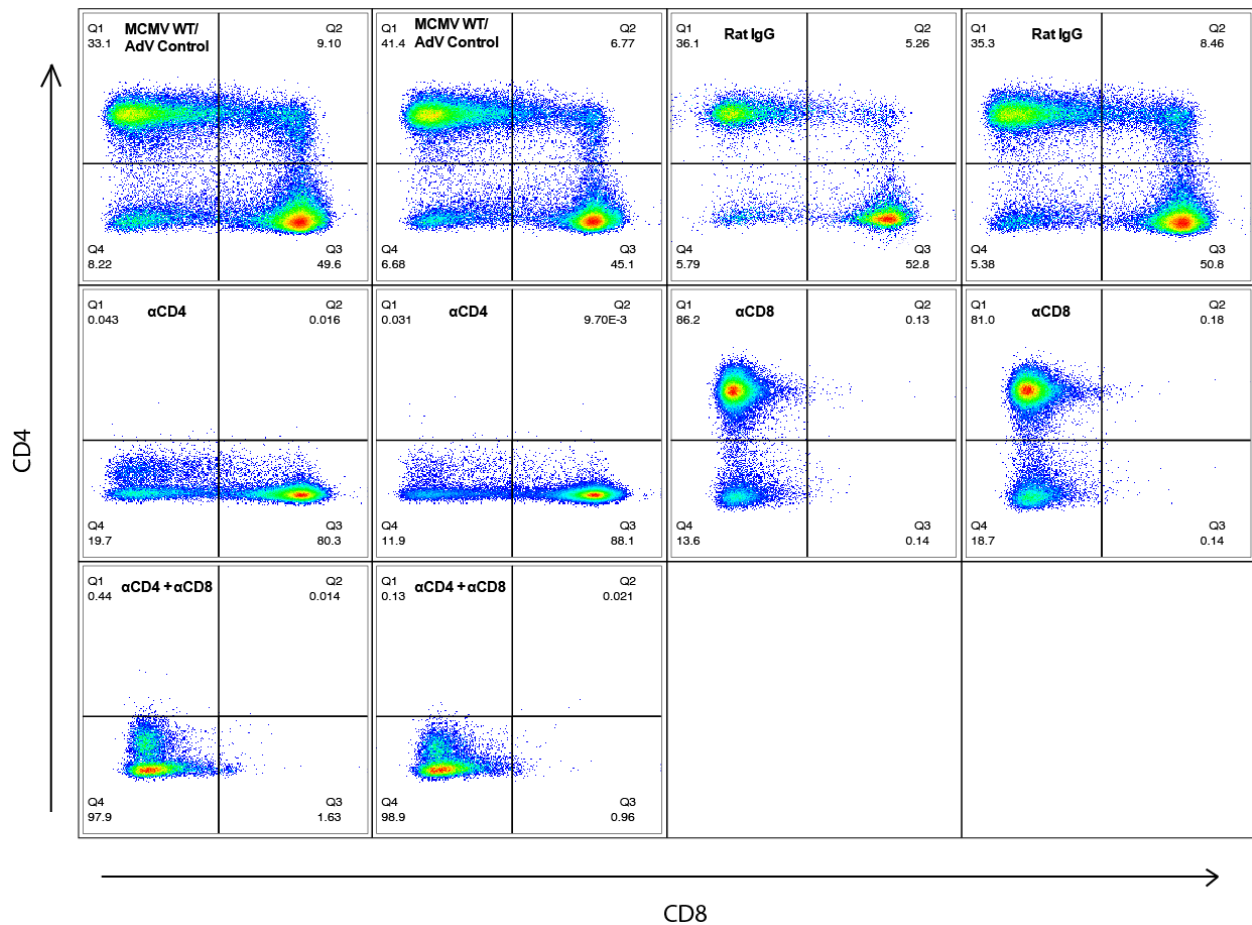 Q1 MCMV WT/ Q2
33.1 AdV Control 9.10
Q4 Q3
8.22 49.6
Q1 MCMV WT/ Q2
41.4 AdV Control 6.77
Q4 Q3
6.68 45.1
Q1 Rat IgG Q2
36.1 5.26
Q4 Q3
5.79 52.8
Q1 Rat IgG Q2
35.3 8.46
Q4 Q3
5.38 50.8
CD4
Q1 αCD4 Q2
0.043 0.016
Q4 Q3
19.7 80.3
Q1 αCD4 Q2
0.031 9.70E-3
Q4 Q3
11.9 88.1
Q1 αCD8 Q2
86.2 0.13
Q4 Q3
13.6 0.14
Q1 αCD8 Q2
81.0 0.18
Q4 Q3
18.7 0.14
Q1 αCD4 + αCD8 Q2
0.44 0.014
Q4 Q3
97.9 1.63
Q1 αCD4 + αCD8 Q2
0.13 0.021
Q4 Q3
98.9 0.96
CD8